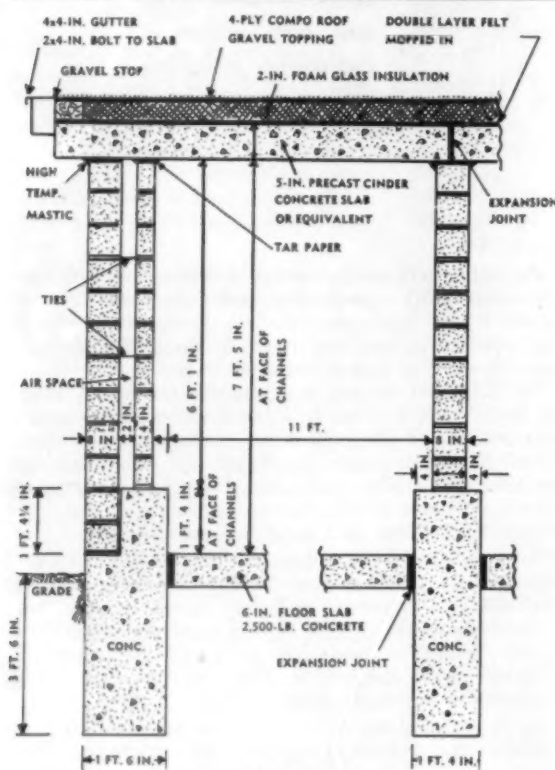 4x4-IN. GUTTER
2x4-IN. BOLT TO SLAB
GRAVEL STOP
4-PLY COMPO ROOF
GRAVEL TOPPING
DOUBLE LAYER FELT
MOPPED IN
2-IN. FOAM GLASS INSULATION
HIGH
TEMP.
MASTIC
5-IN. PRECAST CINDER
CONCRETE SLAB
OR EQUIVALENT
EXPANSION
JOINT
TAR PAPER
TIES
AIR SPACE
6 FT. 1 IN.
7 FT. 5 IN.
AT FACE OF
CHANNELS
8 IN.
2 IN.
4 IN.
11 FT.
8 IN.
4 IN.
4 IN.
1 FT. 4¼ IN.
1 FT. 4 IN.
AT FACE OF
CHANNELS
GRADE
6-IN. FLOOR SLAB
2,500-LB. CONCRETE
EXPANSION JOINT
CONC.
CONC.
3 FT. 6 IN.
1 FT. 6 IN.
1 FT. 4 IN.